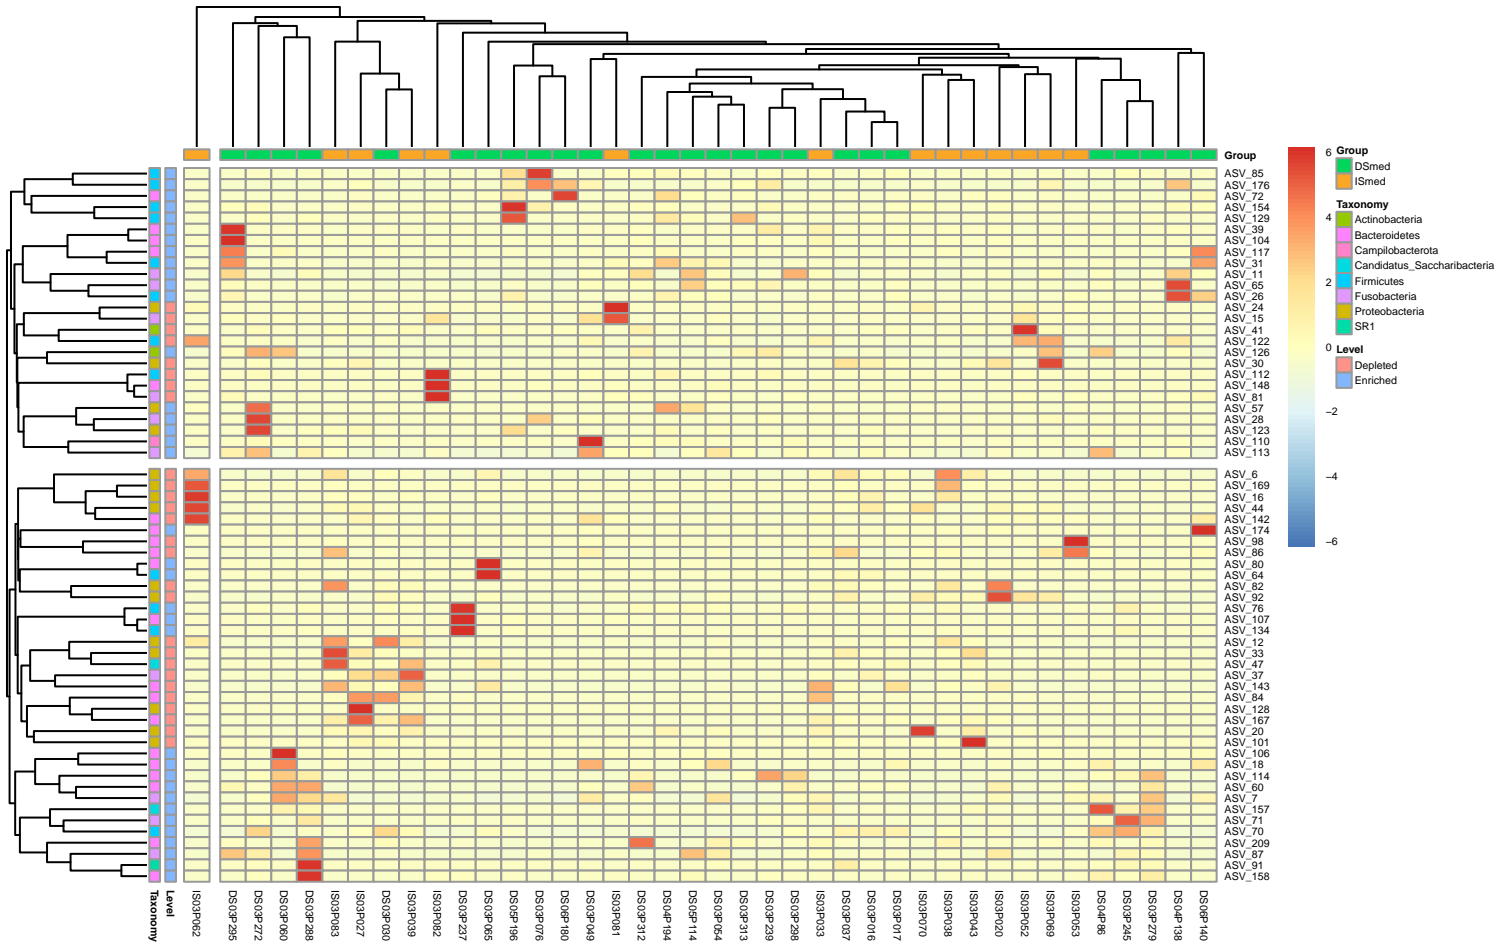 Group
ASV_85
ASV_176
ASV_72
ASV_154
ASV_129
ASV_39
ASV_104
ASV_117
ASV_31
ASV_11
ASV_65
ASV_26
ASV_24
ASV_15
ASV_41
ASV_122
ASV_126
ASV_30
ASV_112
ASV_148
ASV_81
ASV_57
ASV_28
ASV_123
ASV_110
ASV_113
ASV_6
ASV_169
ASV_16
ASV_44
ASV_142
ASV_174
ASV_98
ASV_86
ASV_80
ASV_64
ASV_82
ASV_92
ASV_76
ASV_107
ASV_134
ASV_12
ASV_33
ASV_47
ASV_37
ASV_143
ASV_84
ASV_128
ASV_167
ASV_20
ASV_101
ASV_106
ASV_18
ASV_114
ASV_60
ASV_7
ASV_157
ASV_71
ASV_70
ASV_209
ASV_87
ASV_91
ASV_158
6
4
2
0
−2
−4
−6
Group
DSmed
ISmed
Taxonomy
Actinobacteria
Bacteroidetes
Campilobacterota
Candidatus_Saccharibacteria
Firmicutes
Fusobacteria
Proteobacteria
SR1
Level
Depleted
Enriched
Taxonomy
Level
IS03P062
DS03P295
DS03P272
DS03P060
DS03P288
IS03P083
IS03P027
DS03P030
IS03P039
IS03P082
DS03P237
DS03P065
DS05P196
DS03P076
DS06P180
DS03P049
IS03P081
DS03P312
DS04P194
DS05P114
DS03P054
DS03P313
DS03P239
DS03P298
IS03P033
DS03P037
DS03P016
DS03P017
IS03P070
IS03P038
IS03P043
IS03P020
IS03P052
IS03P069
IS03P053
DS04P86
DS03P245
DS03P279
DS04P138
DS06P140